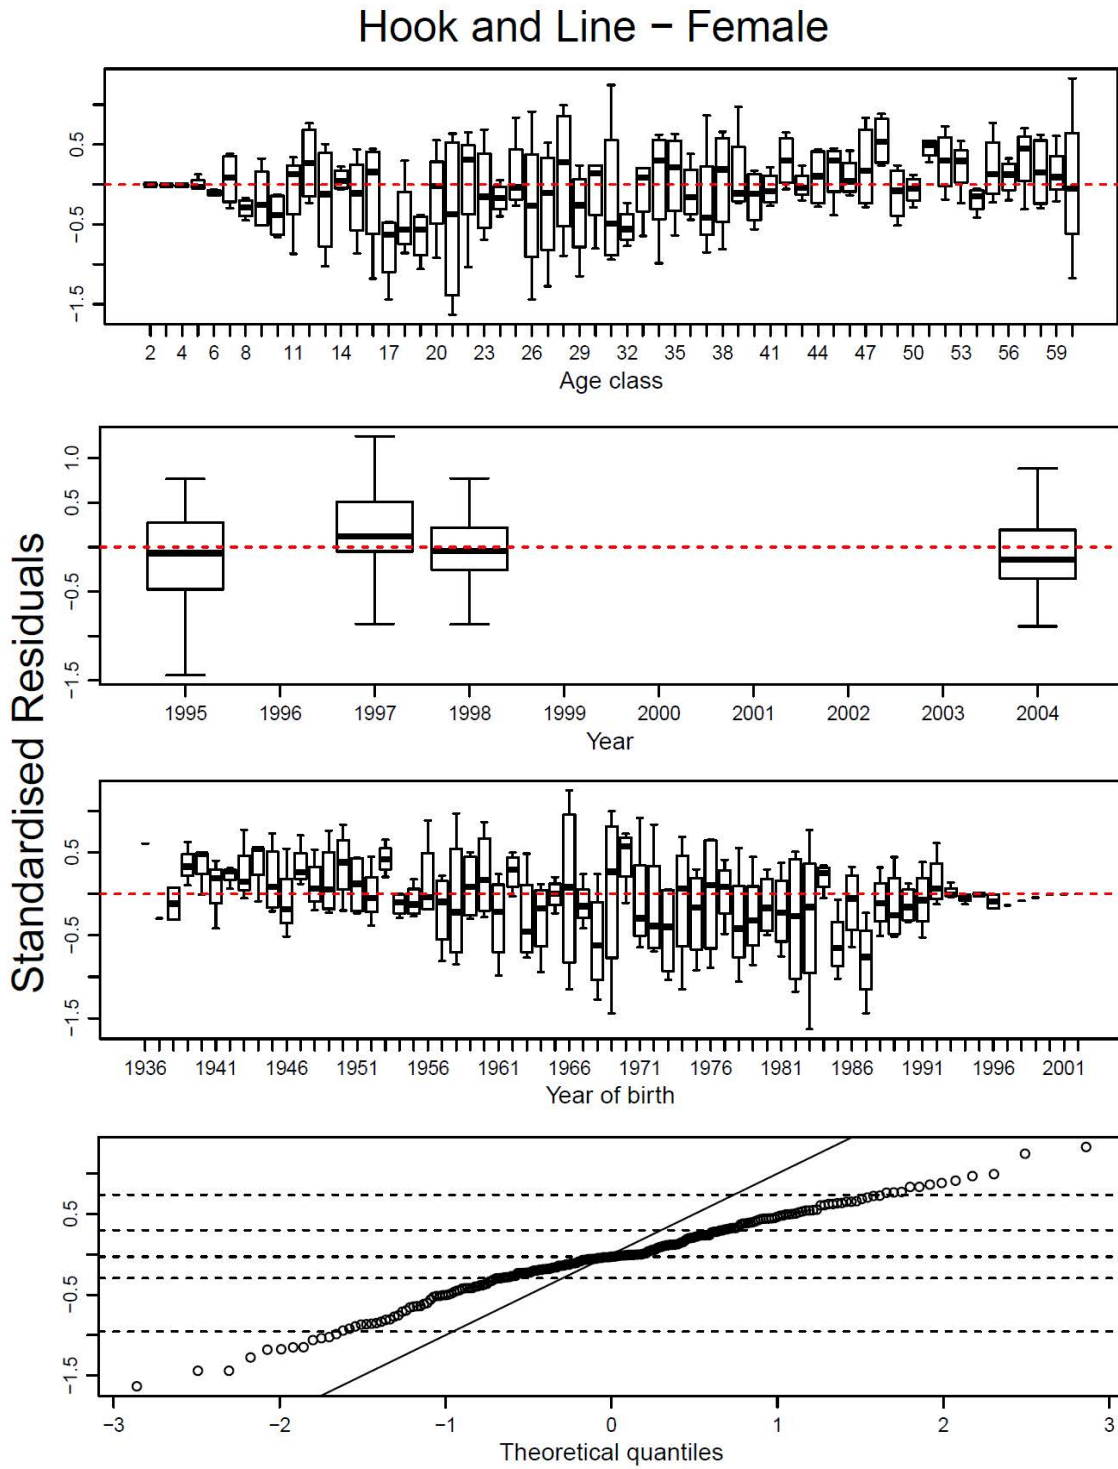 Hook and Line − Female
Standardised Residuals
0.5
−0.5
−1.5
2 4 6 8 11 14 17 20 23 26 29 32 35 38 41 44 47 50 53 56 59
Age class
1.0
0.5
−0.5
−1.5
1995 1996 1997 1998 1999 2000 2001 2002 2003 2004
Year
0.5
−0.5
−1.5
1936 1941 1946 1951 1956 1961 1966 1971 1976 1981 1986 1991 1996 2001
Year of birth
0.5
−0.5
−1.5
−3 −2 −1 0 1 2 3
Theoretical quantiles